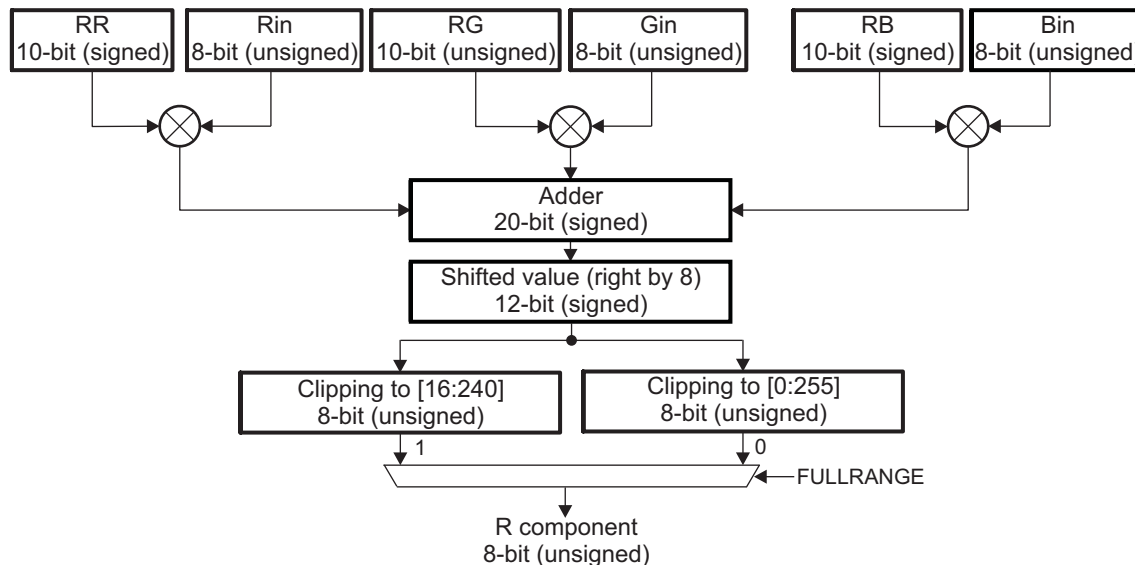 RR
10-bit (signed)
Rin
8-bit (unsigned)
RG
10-bit (unsigned)
Gin
8-bit (unsigned)
RB
10-bit (signed)
Bin
8-bit (unsigned)
Adder
20-bit (signed)
Shifted value (right by 8)
12-bit (signed)
Clipping to [16:240]
8-bit (unsigned)
Clipping to [0:255]
8-bit (unsigned)
1
0
FULLRANGE
R component
8-bit (unsigned)